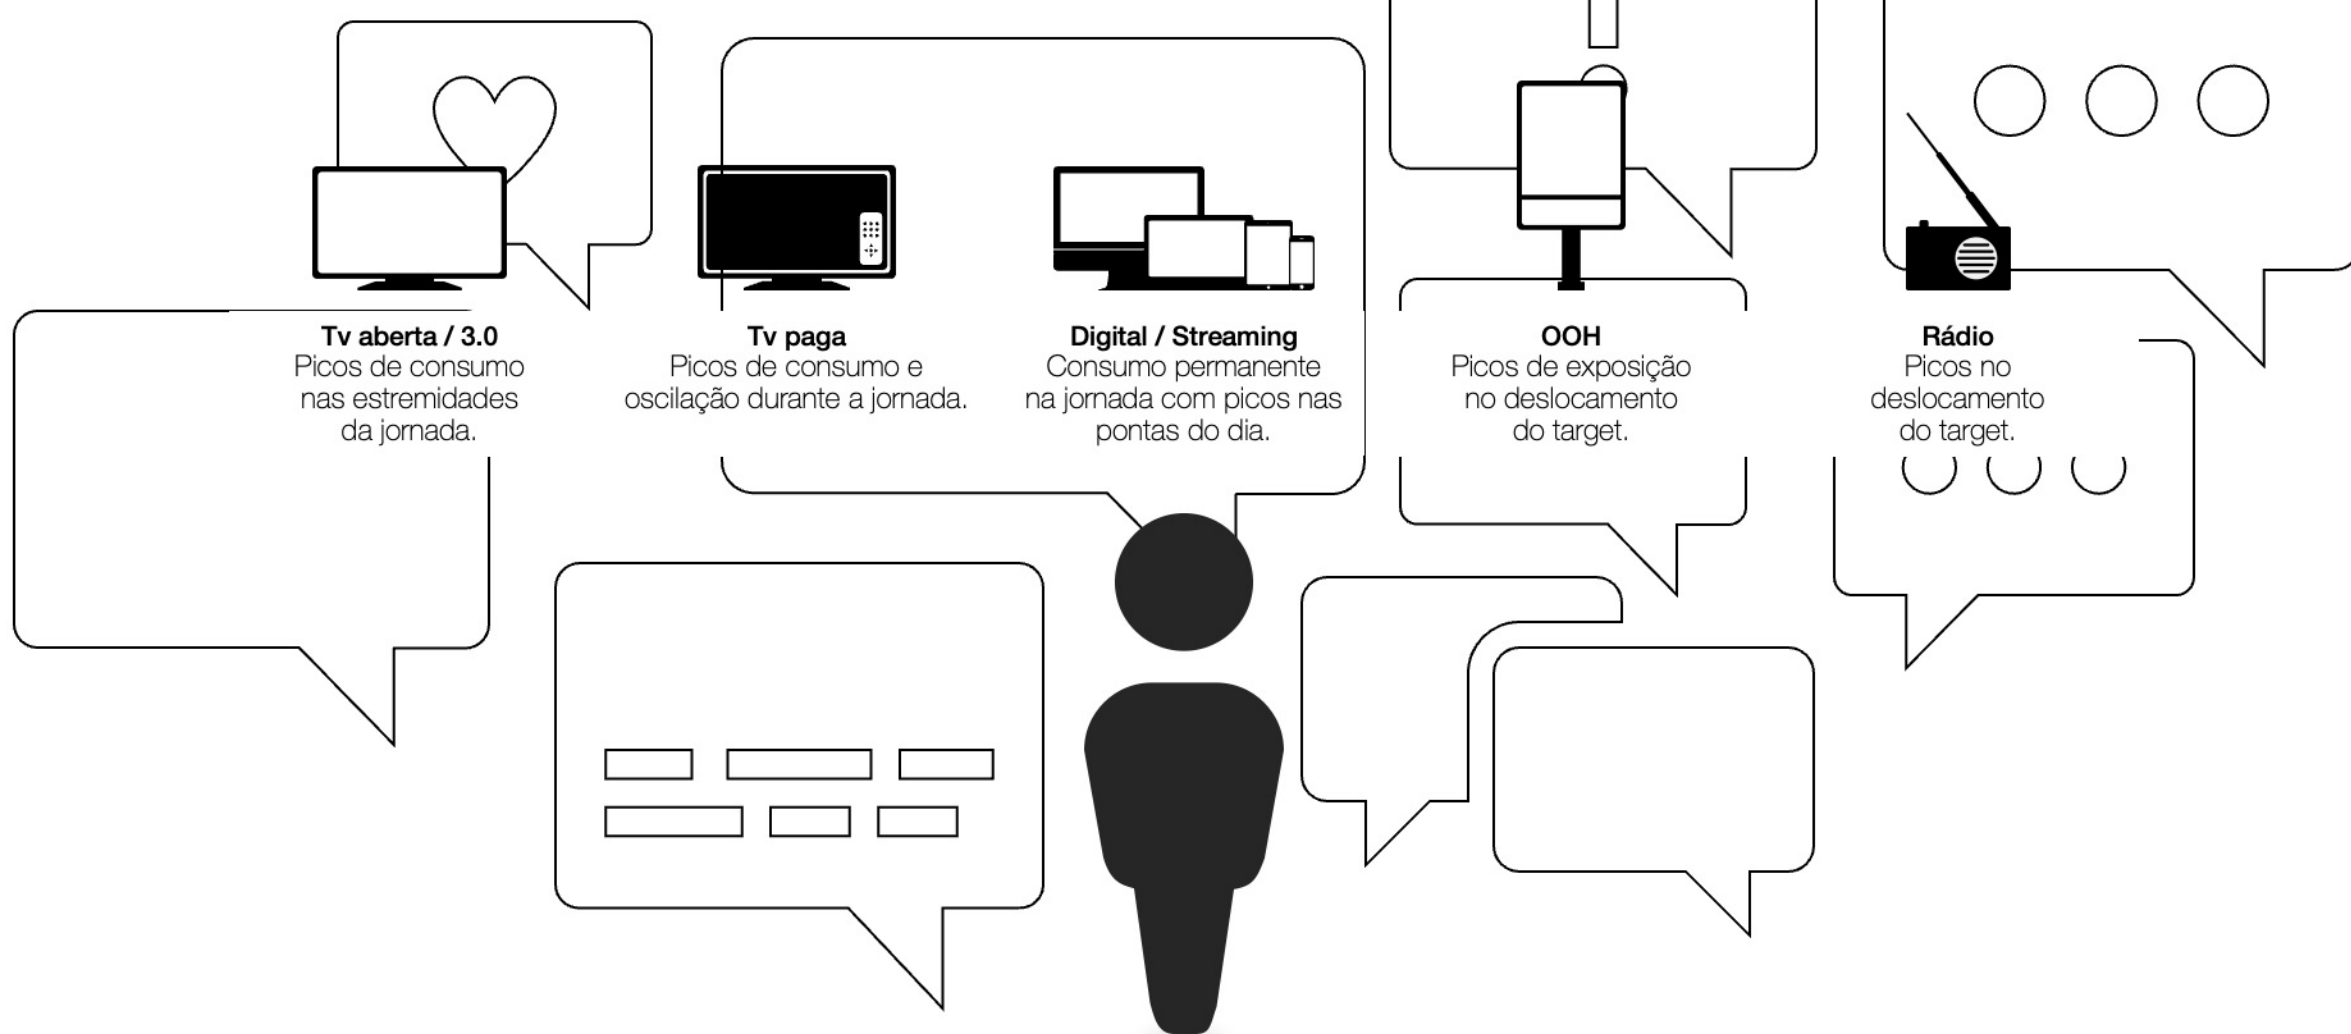 Tv aberta / 3.0
Picos de consumo
nas estremidades
da jornada.
Tv paga
Picos de consumo e
oscilação durante a jornada.
Digital / Streaming
Consumo permanente
na jornada com picos nas
pontas do dia.
OOH
Picos de exposição
no deslocamento
do target.
Rádio
Picos no
deslocamento
do target.